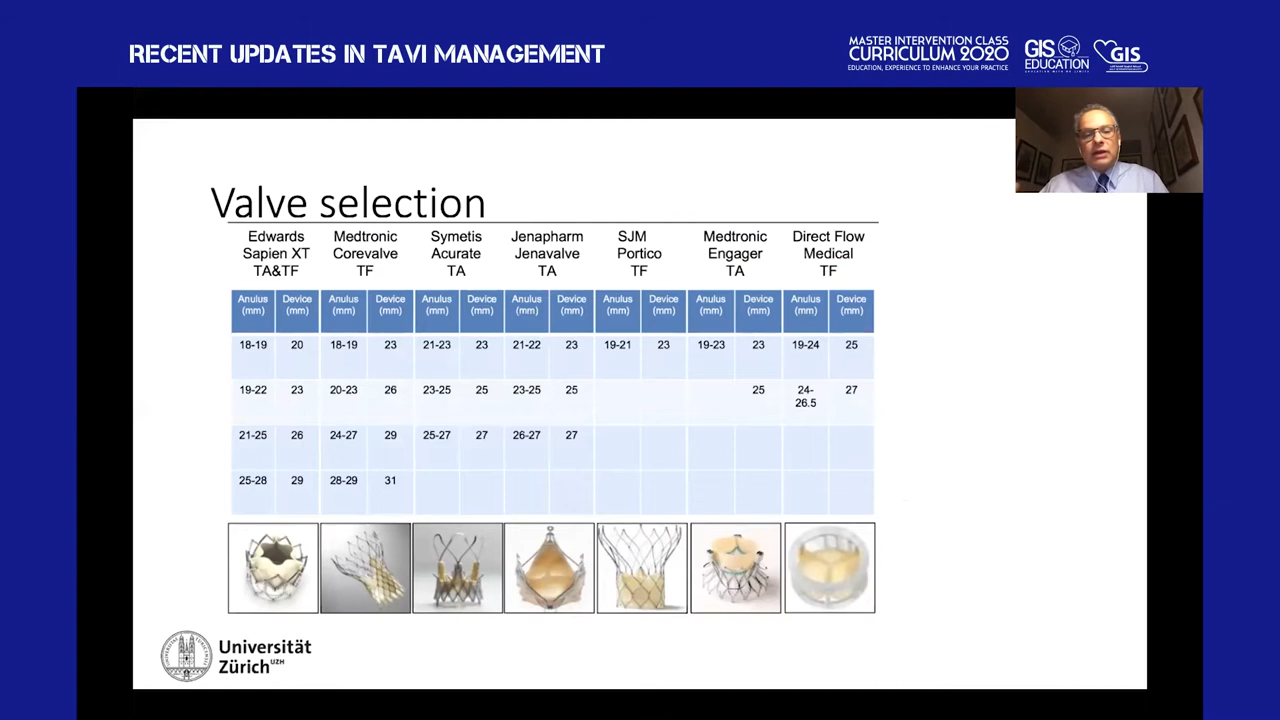 RECENT UPDATES IN TAVI MANAGEMENT
MASTER INTERVENTION CLASS
CURRICULUM 2020
EDUCATION, EXPERIENCE TO ENHANCE YOUR PRACTICE
GIS
EDUCATION
EDUCATION WITH NO LIMITS
GIS
Valve selection
Edwards
Sapien XT
TA&TF
Medtronic
Corevalve
TF
Symetis
Acurate
TA
Jenapharm
Jenavalve
TA
SJM
Portico
TF
Medtronic
Engager
TA
Direct Flow
Medical
TF
Anulus Device Anulus Device Anulus Device Anulus Device Anulus Device Anulus Device Anulus Device
(mm) (mm) (mm) (mm) (mm) (mm) (mm) (mm) (mm) (mm) (mm) (mm) (mm) (mm)
18-19 20 18-19 23 21-23 23 21-22 23 19-21 23 19-23 23 19-24 25
19-22 23 20-23 26 23-25 25 23-25 25 25 24- 27
26.5
21-25 26 24-27 29 25-27 27 26-27 27
25-28 29 28-29 31
Universität
Zürich UZH